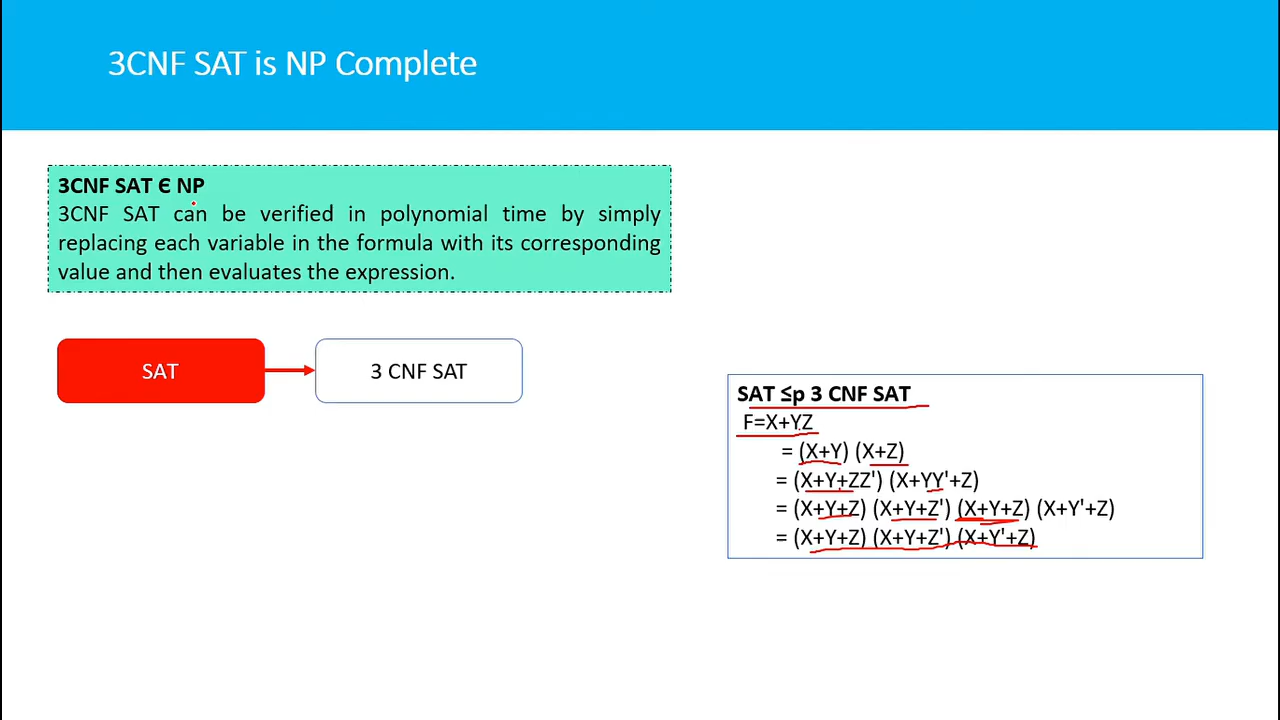 3CNF SAT is NP Complete
3CNF SAT Є NP
3CNF SAT can be verified in polynomial time by simply
replacing each variable in the formula with its corresponding
value and then evaluates the expression.
SAT
3 CNF SAT
SAT ≤p 3 CNF SAT
F=X+YZ
= (X+Y) (X+Z)
= (X+Y+ZZ') (X+YY'+Z)
= (X+Y+Z) (X+Y+Z') (X+Y+Z) (X+Y'+Z)
= (X+Y+Z) (X+Y+Z') (X+Y'+Z)